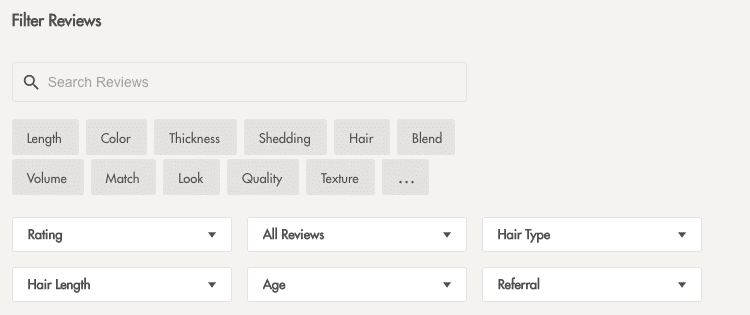 Filter Reviews
Search Reviews
Length Color Thickness Shedding Hair Blend
Volume Match Look Quality Texture ...
Rating All Reviews Hair Type
Hair Length Age Referral